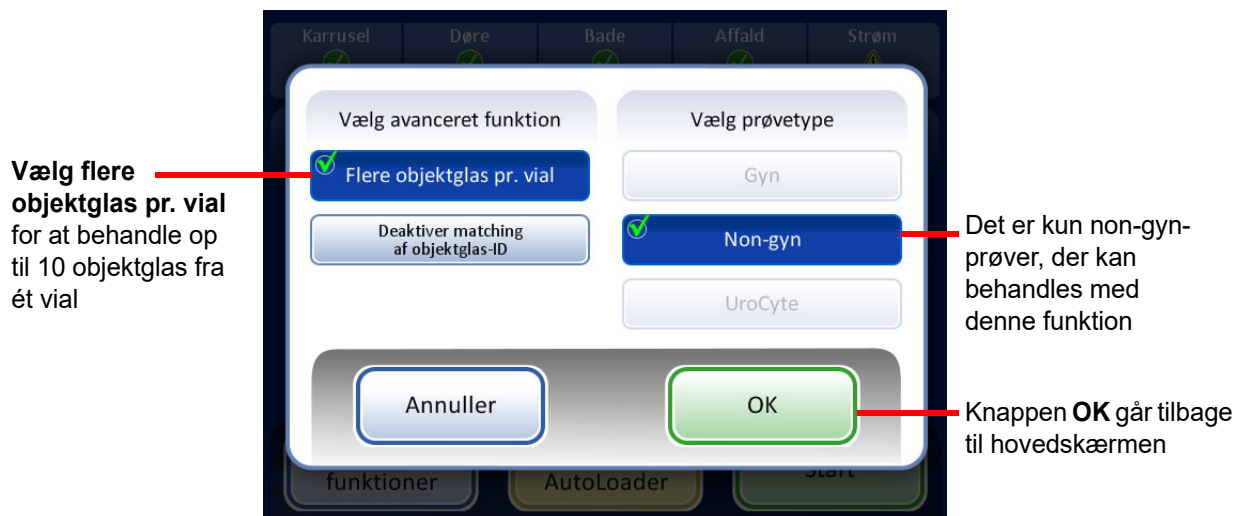 Karrusel Døre Bade Affald Strøm
Vælg avanceret funktion
Vælg prøvetype
Flere objektglas pr. vial
Deaktiver matching
af objektglas-ID
Gyn
Non-gyn
UroCyte
Annuller
OK
funktioner
AutoLoader
Start
Vælg flere
objektglas pr. vial
for at behandle op
til 10 objektglas fra
ét vial
Det er kun non-gyn-
prøver, der kan
behandles med
denne funktion
Knappen OK går tilbage
til hovedskærmen